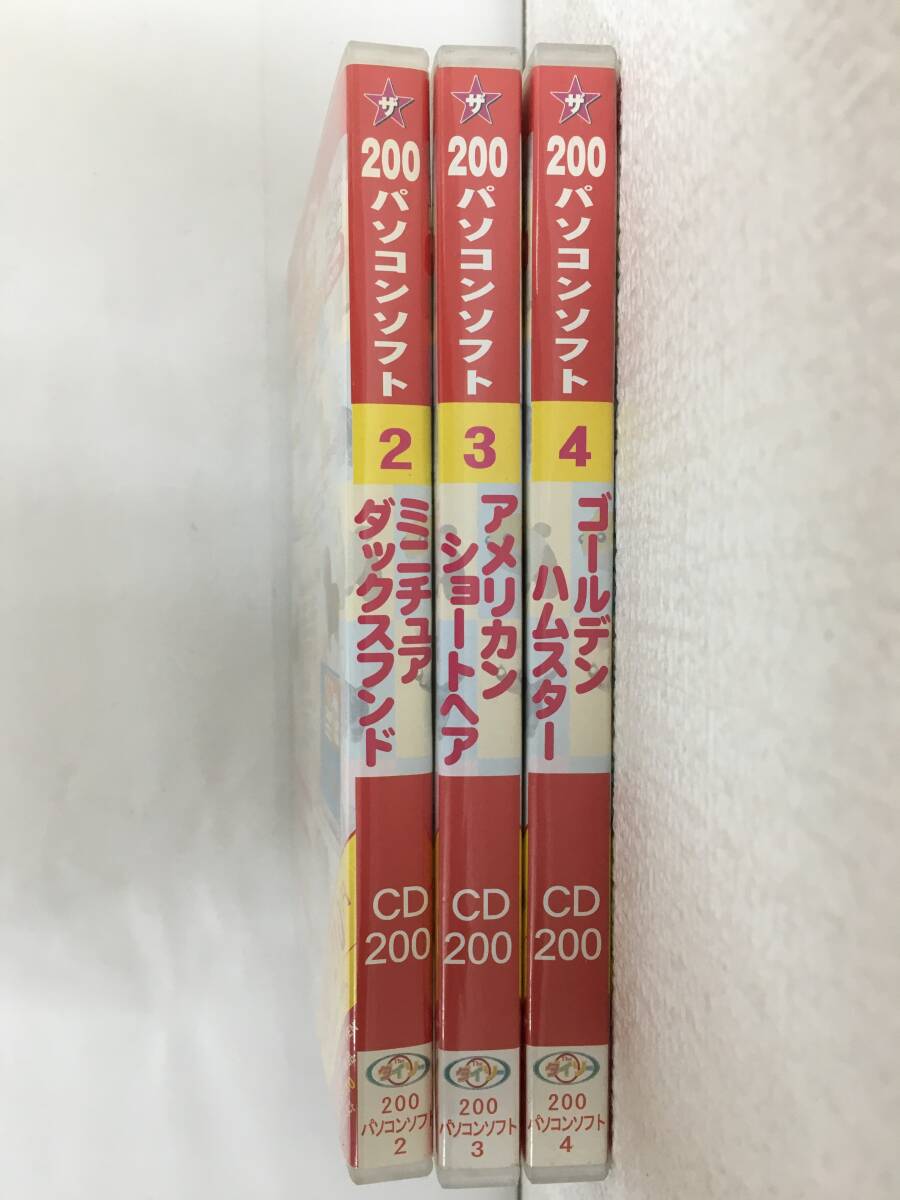 ザ
200
パソコンソフト
2
ミニチュア
ダックスフンド
CD
200
The
ダイソー
200
パソコンソフト
2
ザ
200
パソコンソフト
3
アメリカン
ショートヘア
CD
200
The
ダイソー
200
パソコンソフト
3
ザ
200
パソコンソフト
4
ゴールデン
ハムスター
CD
200
The
ダイソー
200
パソコンソフト
4